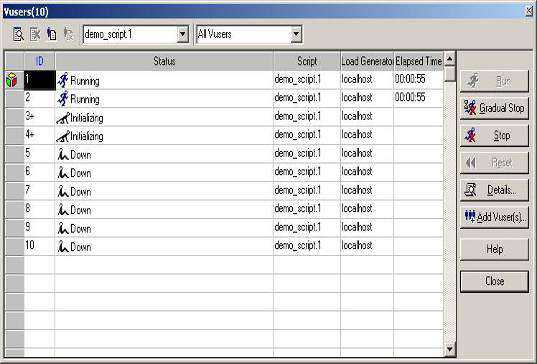 Vusers(10)
demo_script.1 All Vusers
ID Status Script Load Generator Elapsed Time
1 Running demo_script.1 localhost 00:00:55
2 Running demo_script.1 localhost 00:00:55
3+ Initializing demo_script.1 localhost
4+ Initializing demo_script.1 localhost
5 Down demo_script.1 localhost
6 Down demo_script.1 localhost
7 Down demo_script.1 localhost
8 Down demo_script.1 localhost
9 Down demo_script.1 localhost
10 Down demo_script.1 localhost
Run
Gradual Stop
Stop
Reset
Details...
Add Vuser(s)...
Help
Close